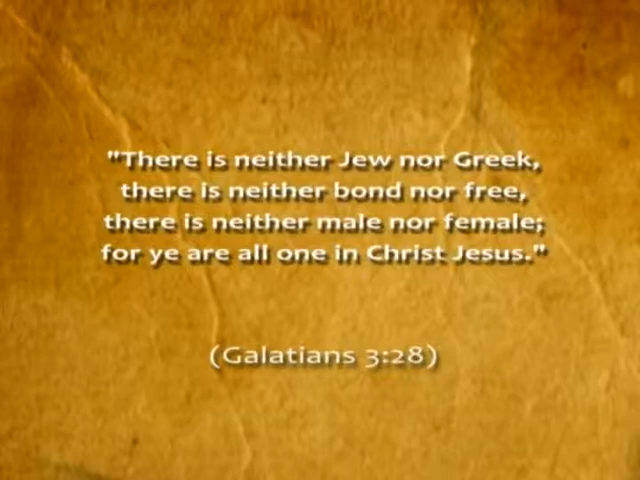 "There is neither Jew nor Greek,
there is neither bond nor free,
there is neither male nor female;
for ye are all one in Christ Jesus."
(Galatians 3:28)